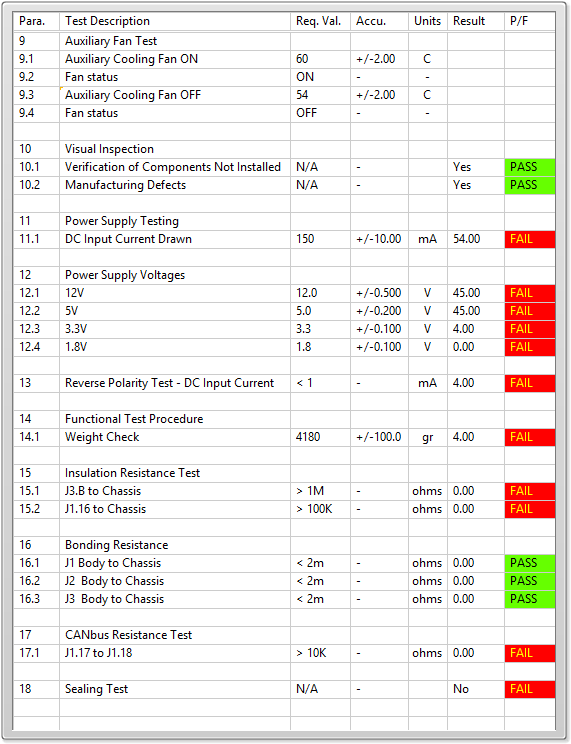 Para. Test Description Req. Val. Accu. Units Result P/F
9 Auxiliary Fan Test
9.1 Auxiliary Cooling Fan ON 60 +/-2.00 C
9.2 Fan status ON - -
9.3 Auxiliary Cooling Fan OFF 54 +/-2.00 C
9.4 Fan status OFF - -
10 Visual Inspection
10.1 Verification of Components Not Installed N/A - Yes PASS
10.2 Manufacturing Defects N/A - Yes PASS
11 Power Supply Testing
11.1 DC Input Current Drawn 150 +/-10.00 mA 54.00 FAIL
12 Power Supply Voltages
12.1 12V 12.0 +/-0.500 V 45.00 FAIL
12.2 5V 5.0 +/-0.200 V 45.00 FAIL
12.3 3.3V 3.3 +/-0.100 V 4.00 FAIL
12.4 1.8V 1.8 +/-0.100 V 0.00 FAIL
13 Reverse Polarity Test - DC Input Current < 1 - mA 4.00 FAIL
14 Functional Test Procedure
14.1 Weight Check 4180 +/-100.0 gr 4.00 FAIL
15 Insulation Resistance Test
15.1 J3.B to Chassis > 1M - ohms 0.00 FAIL
15.2 J1.16 to Chassis > 100K - ohms 0.00 FAIL
16 Bonding Resistance
16.1 J1 Body to Chassis < 2m - ohms 0.00 PASS
16.2 J2 Body to Chassis < 2m - ohms 0.00 PASS
16.3 J3 Body to Chassis < 2m - ohms 0.00 PASS
17 CANbus Resistance Test
17.1 J1.17 to J1.18 > 10K - ohms 0.00 FAIL
18 Sealing Test N/A - No FAIL